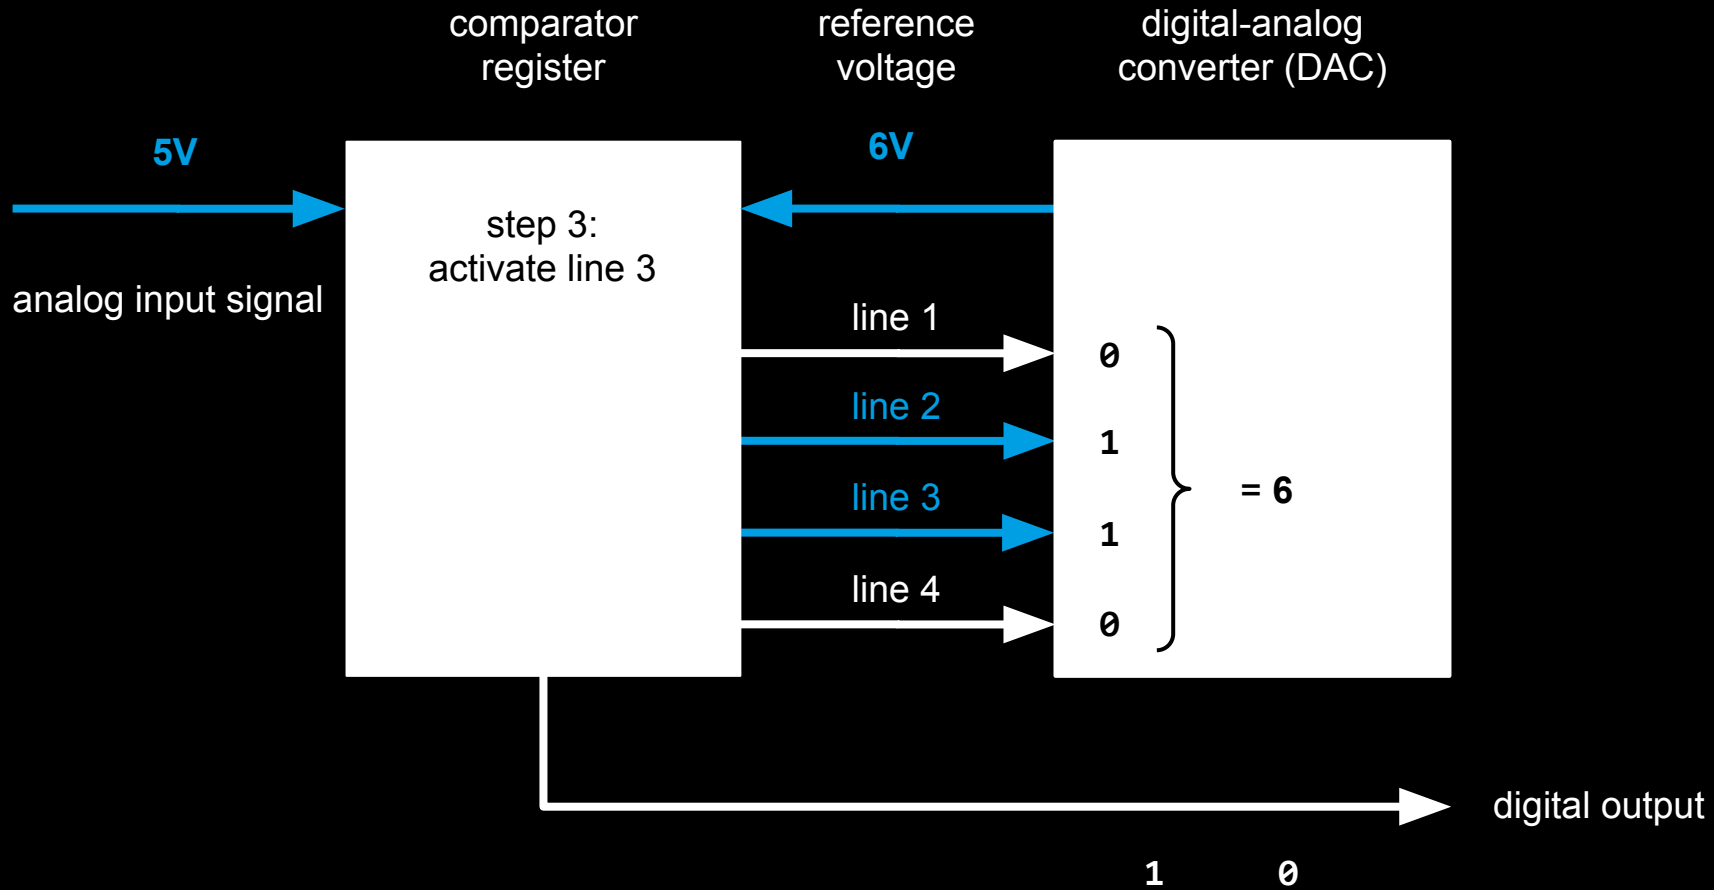 comparator
register
reference
voltage
digital-analog
converter (DAC)
5V
6V
step 3:
activate line 3
analog input signal
line 1
0
line 2
1
line 3
1
= 6
line 4
0
digital output
1 0